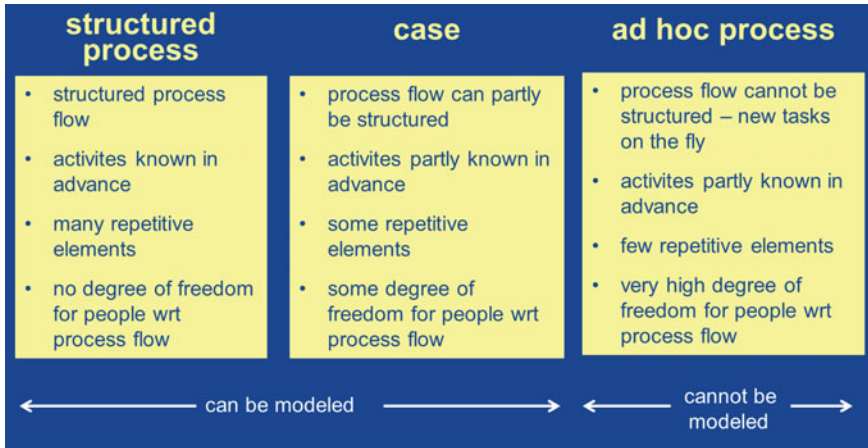 structured
process
• structured process
flow
• activites known in
advance
• many repetitive
elements
• no degree of freedom
for people wrt
process flow
case
• process flow can partly
be structured
• activites partly known in
advance
• some repetitive
elements
• some degree of
freedom for people wrt
process flow
ad hoc process
• process flow cannot be
structured – new tasks
on the fly
• activites partly known in
advance
• few repetitive elements
• very high degree of
freedom for people wrt
process flow
can be modeled
cannot be
modeled